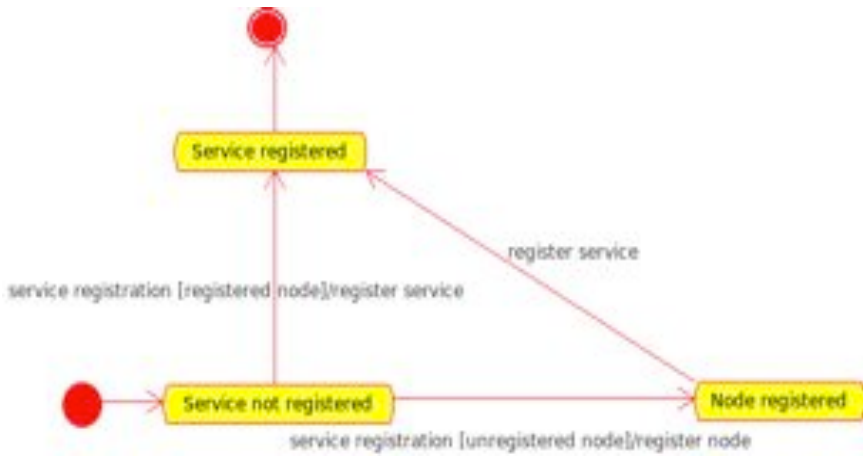 Service registered
register service
service registration [registered node]/register service
Service not registered
Node registered
service registration [unregistered node]/register node